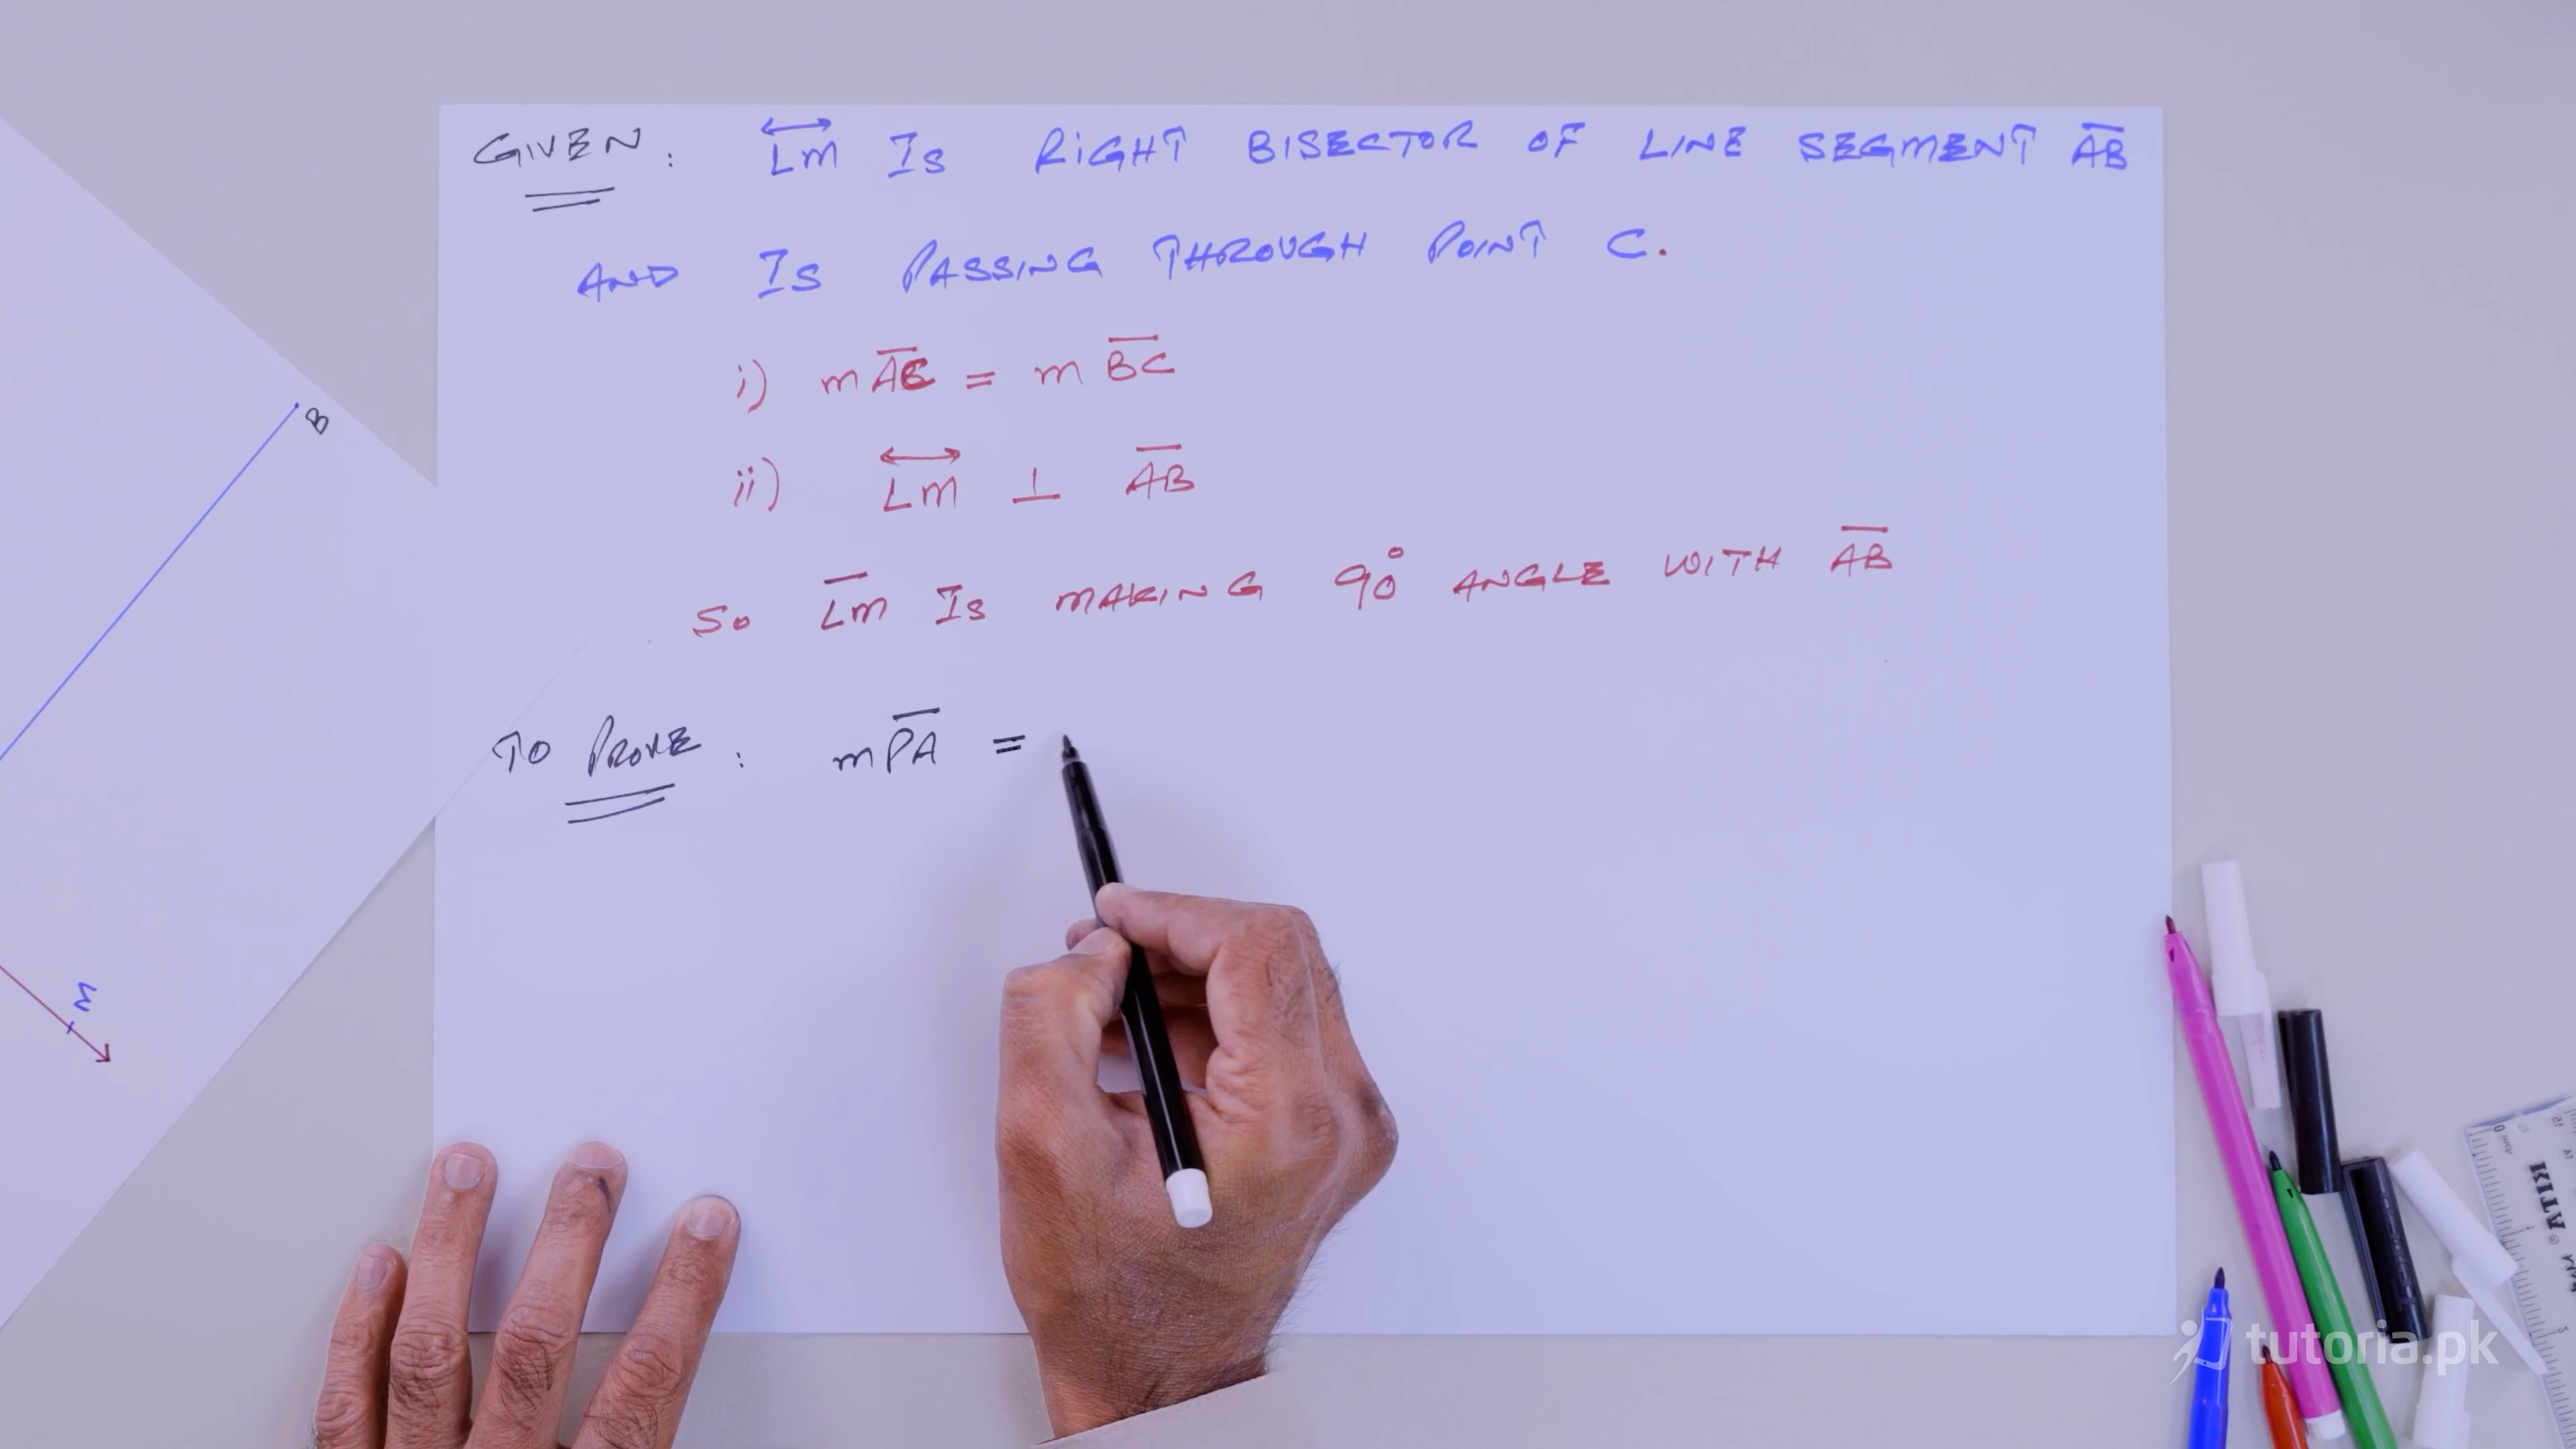 GIVEN: LM IS RIGHT BISECTOR OF LINE SEGMENT AB
AND IS PASSING THROUGH POINT C.
i) mAC = mBC
ii) LM ⊥ AB
SO LM IS MAKING 90° ANGLE WITH AB
TO PROVE: mPA =
B
M
tutoria.pk